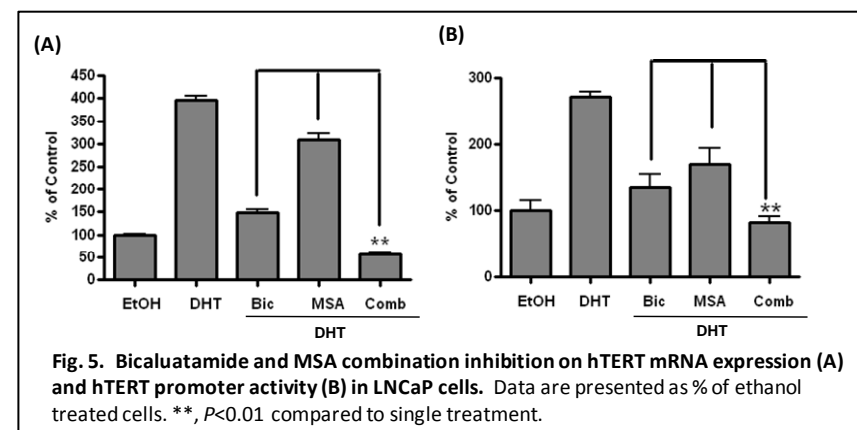 (A)
450
400
350
300
250
200
150
100
50
0
% of Control
EtOH DHT Bic MSA Comb
**
DHT
(B)
300
200
100
0
% of Control
EtOH DHT Bic MSA Comb
**
DHT
Fig. 5. Bicaluatamide and MSA combination inhibition on hTERT mRNA expression (A)
and hTERT promoter activity (B) in LNCaP cells. Data are presented as % of ethanol
treated cells. **, P<0.01 compared to single treatment.